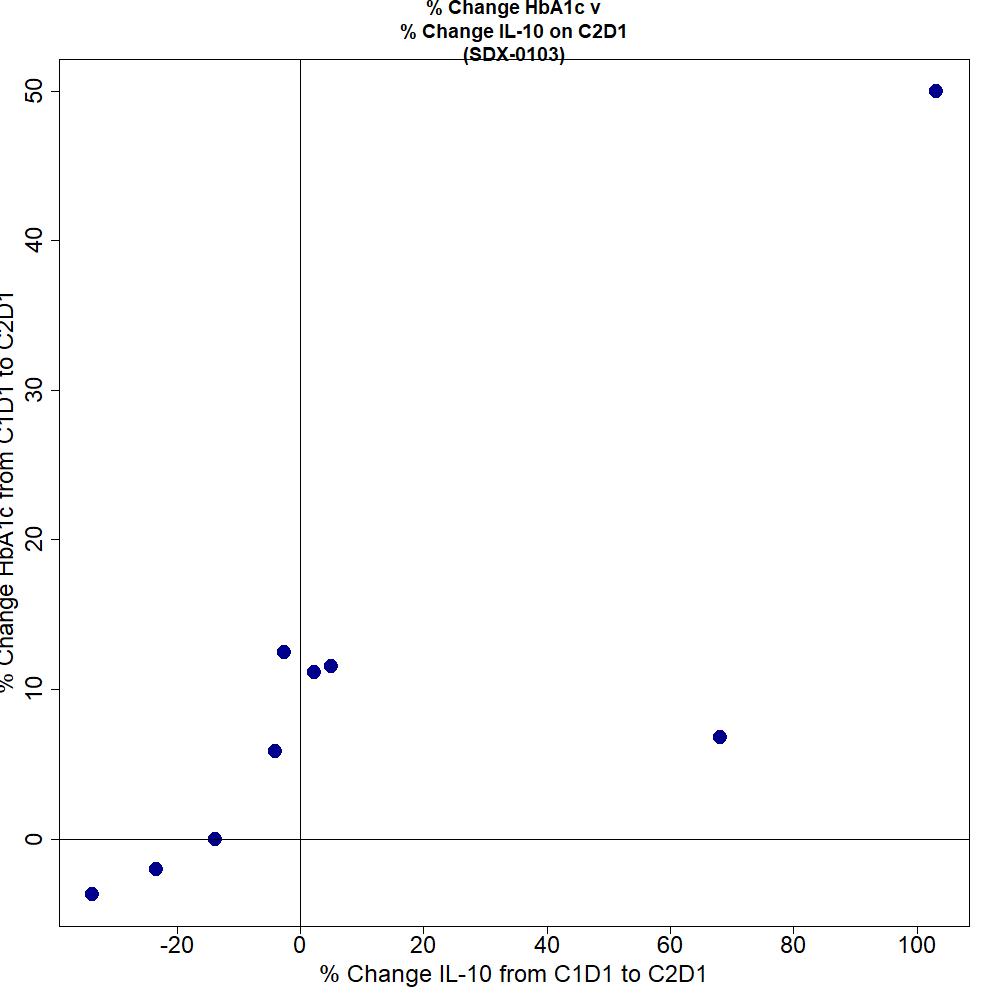 % Change HbA1c v
% Change IL-10 on C2D1
(SDX-0103)
% Change HbA1c from C1D1 to C2D1
50
40
30
20
10
0
-20
0
20
40
60
80
100
% Change IL-10 from C1D1 to C2D1